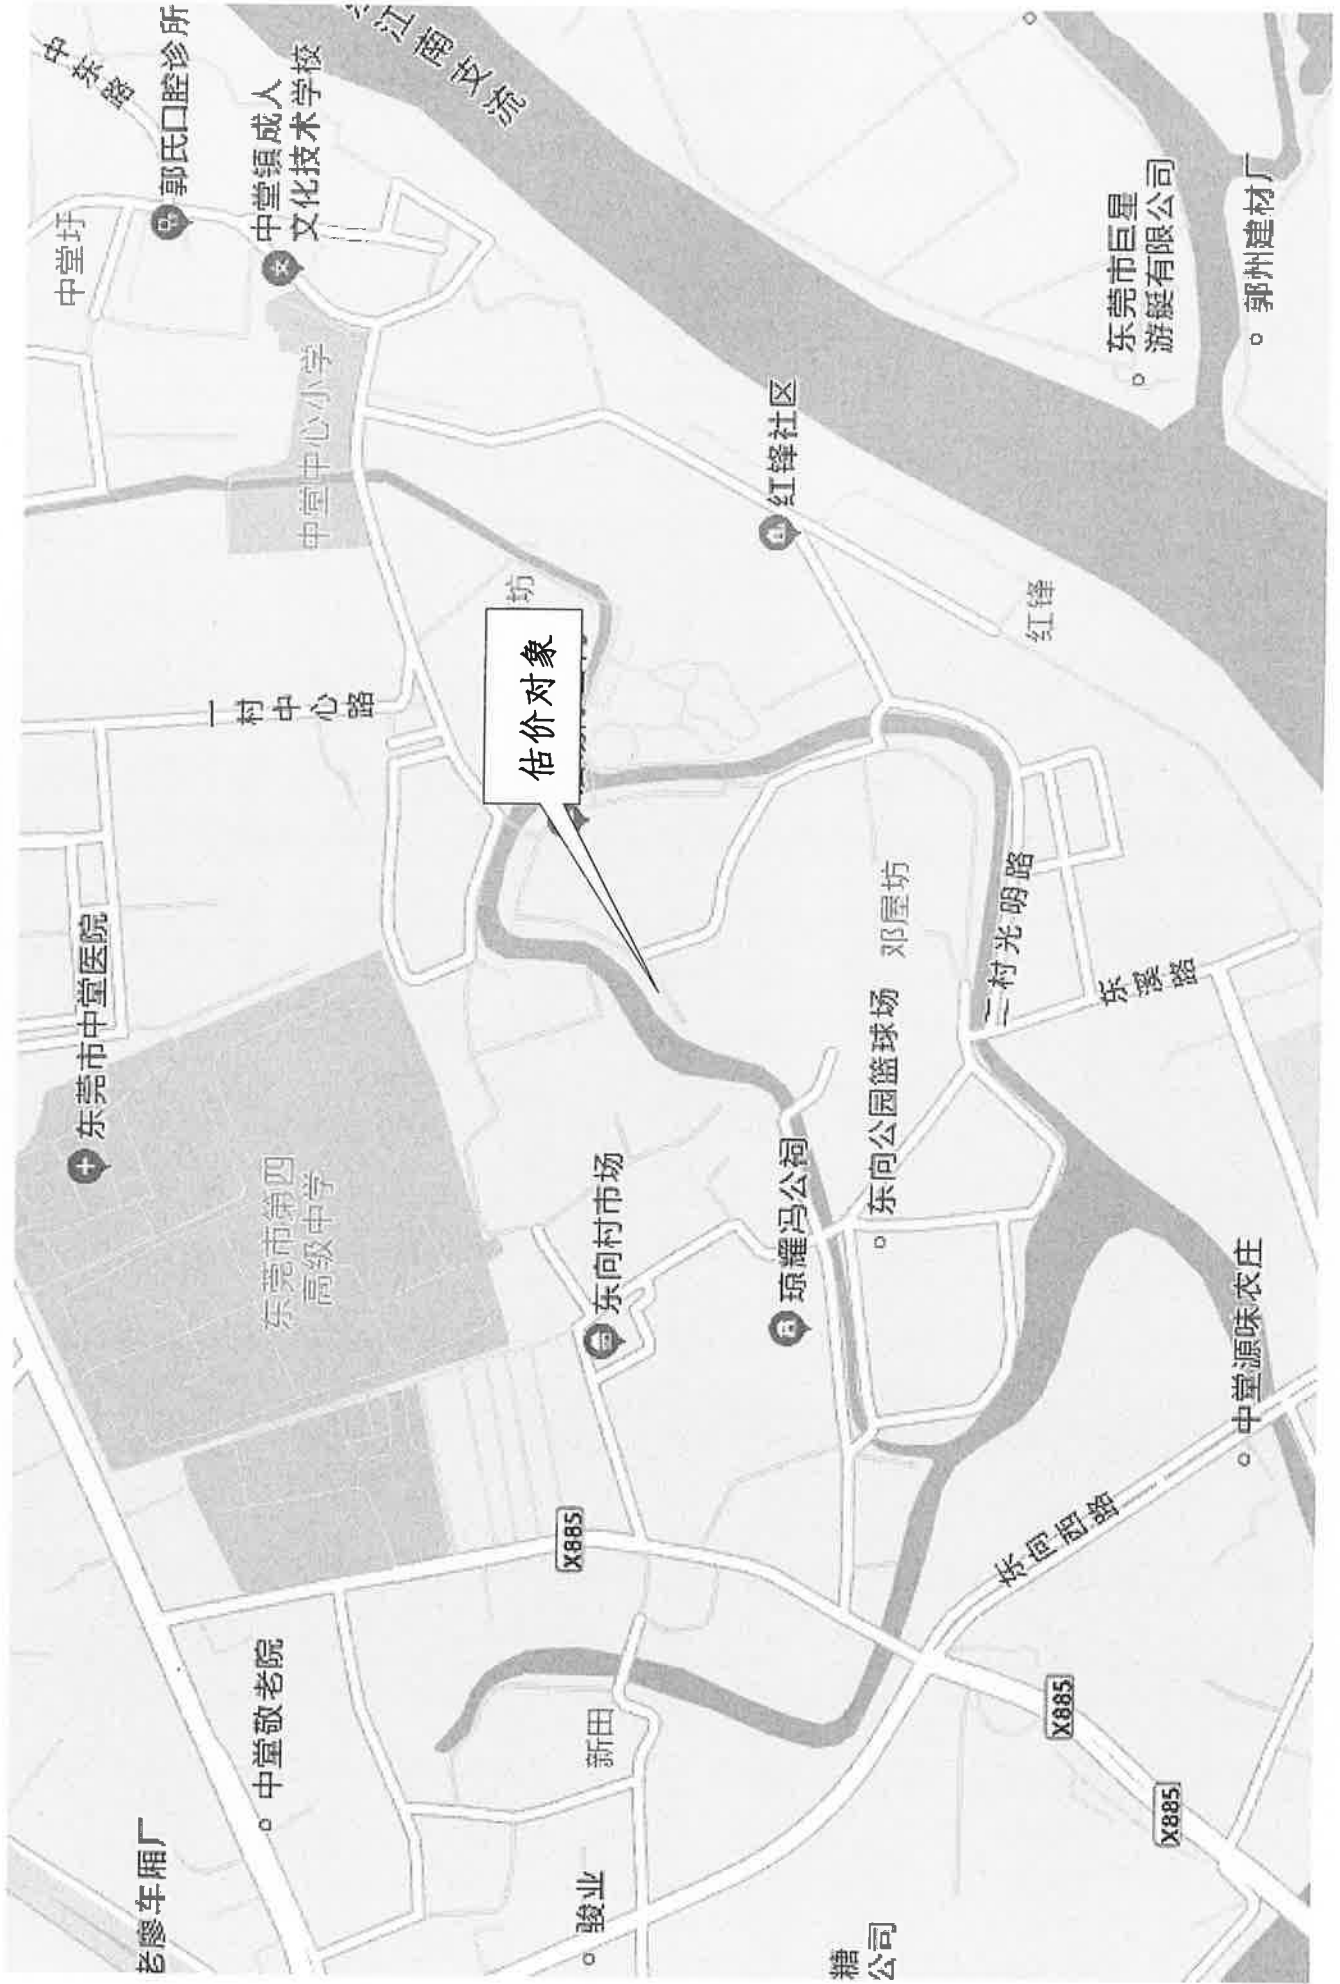 老廖车厢厂
中堂敬老院
东莞市第四
高级中学
东莞市中堂医院
一村中心路
中堂中心小学
中堂圩
中东路
郭氏口腔诊所
中堂镇成人
文化技术学校
江南支流
骏业
新田
X885
东向村市场
估价对象
坊
琼耀冯公祠
东向公园篮球场
邓屋坊
红锋社区
红锋
糖
公司
X885
X885
东向西路
中堂源味农庄
东溪路
二村光明路
东莞市巨星
游艇有限公司
郭州建材厂